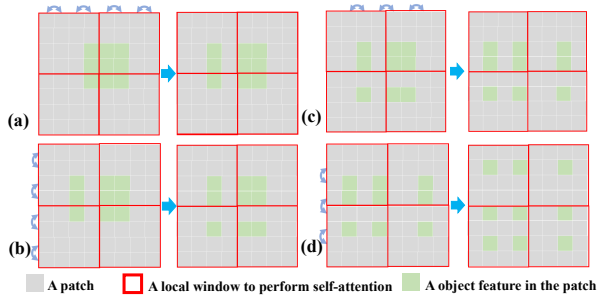 (a)
(c)
(b)
(d)
A patch
A local window to perform self-attention
A object feature in the patch